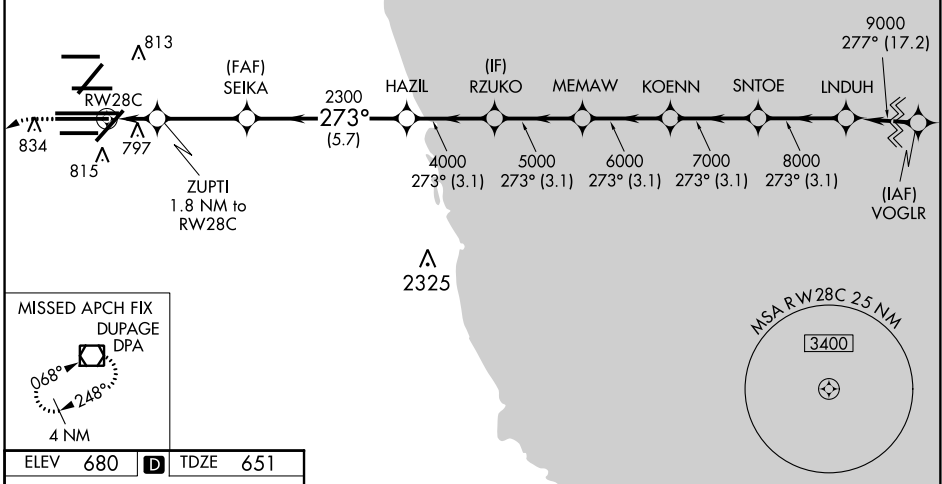 9000
277° (17.2)
813
(FAF)
SEIKA
2300
273°
(5.7)
HAZIL
(IF)
RZUKO
MEMAW
KOENN
SNTOE
LNDUH
RW28C
834
815
797
ZUPTI
1.8 NM to
RW28C
4000
273° (3.1)
5000
273° (3.1)
6000
273° (3.1)
7000
273° (3.1)
8000
273° (3.1)
(IAF)
VOGLR
2325
MISSED APCH FIX
DUPAGE
DPA
068°
248°
4 NM
MSA RW28C 25 NM
3400
ELEV 680 D TDZE 651